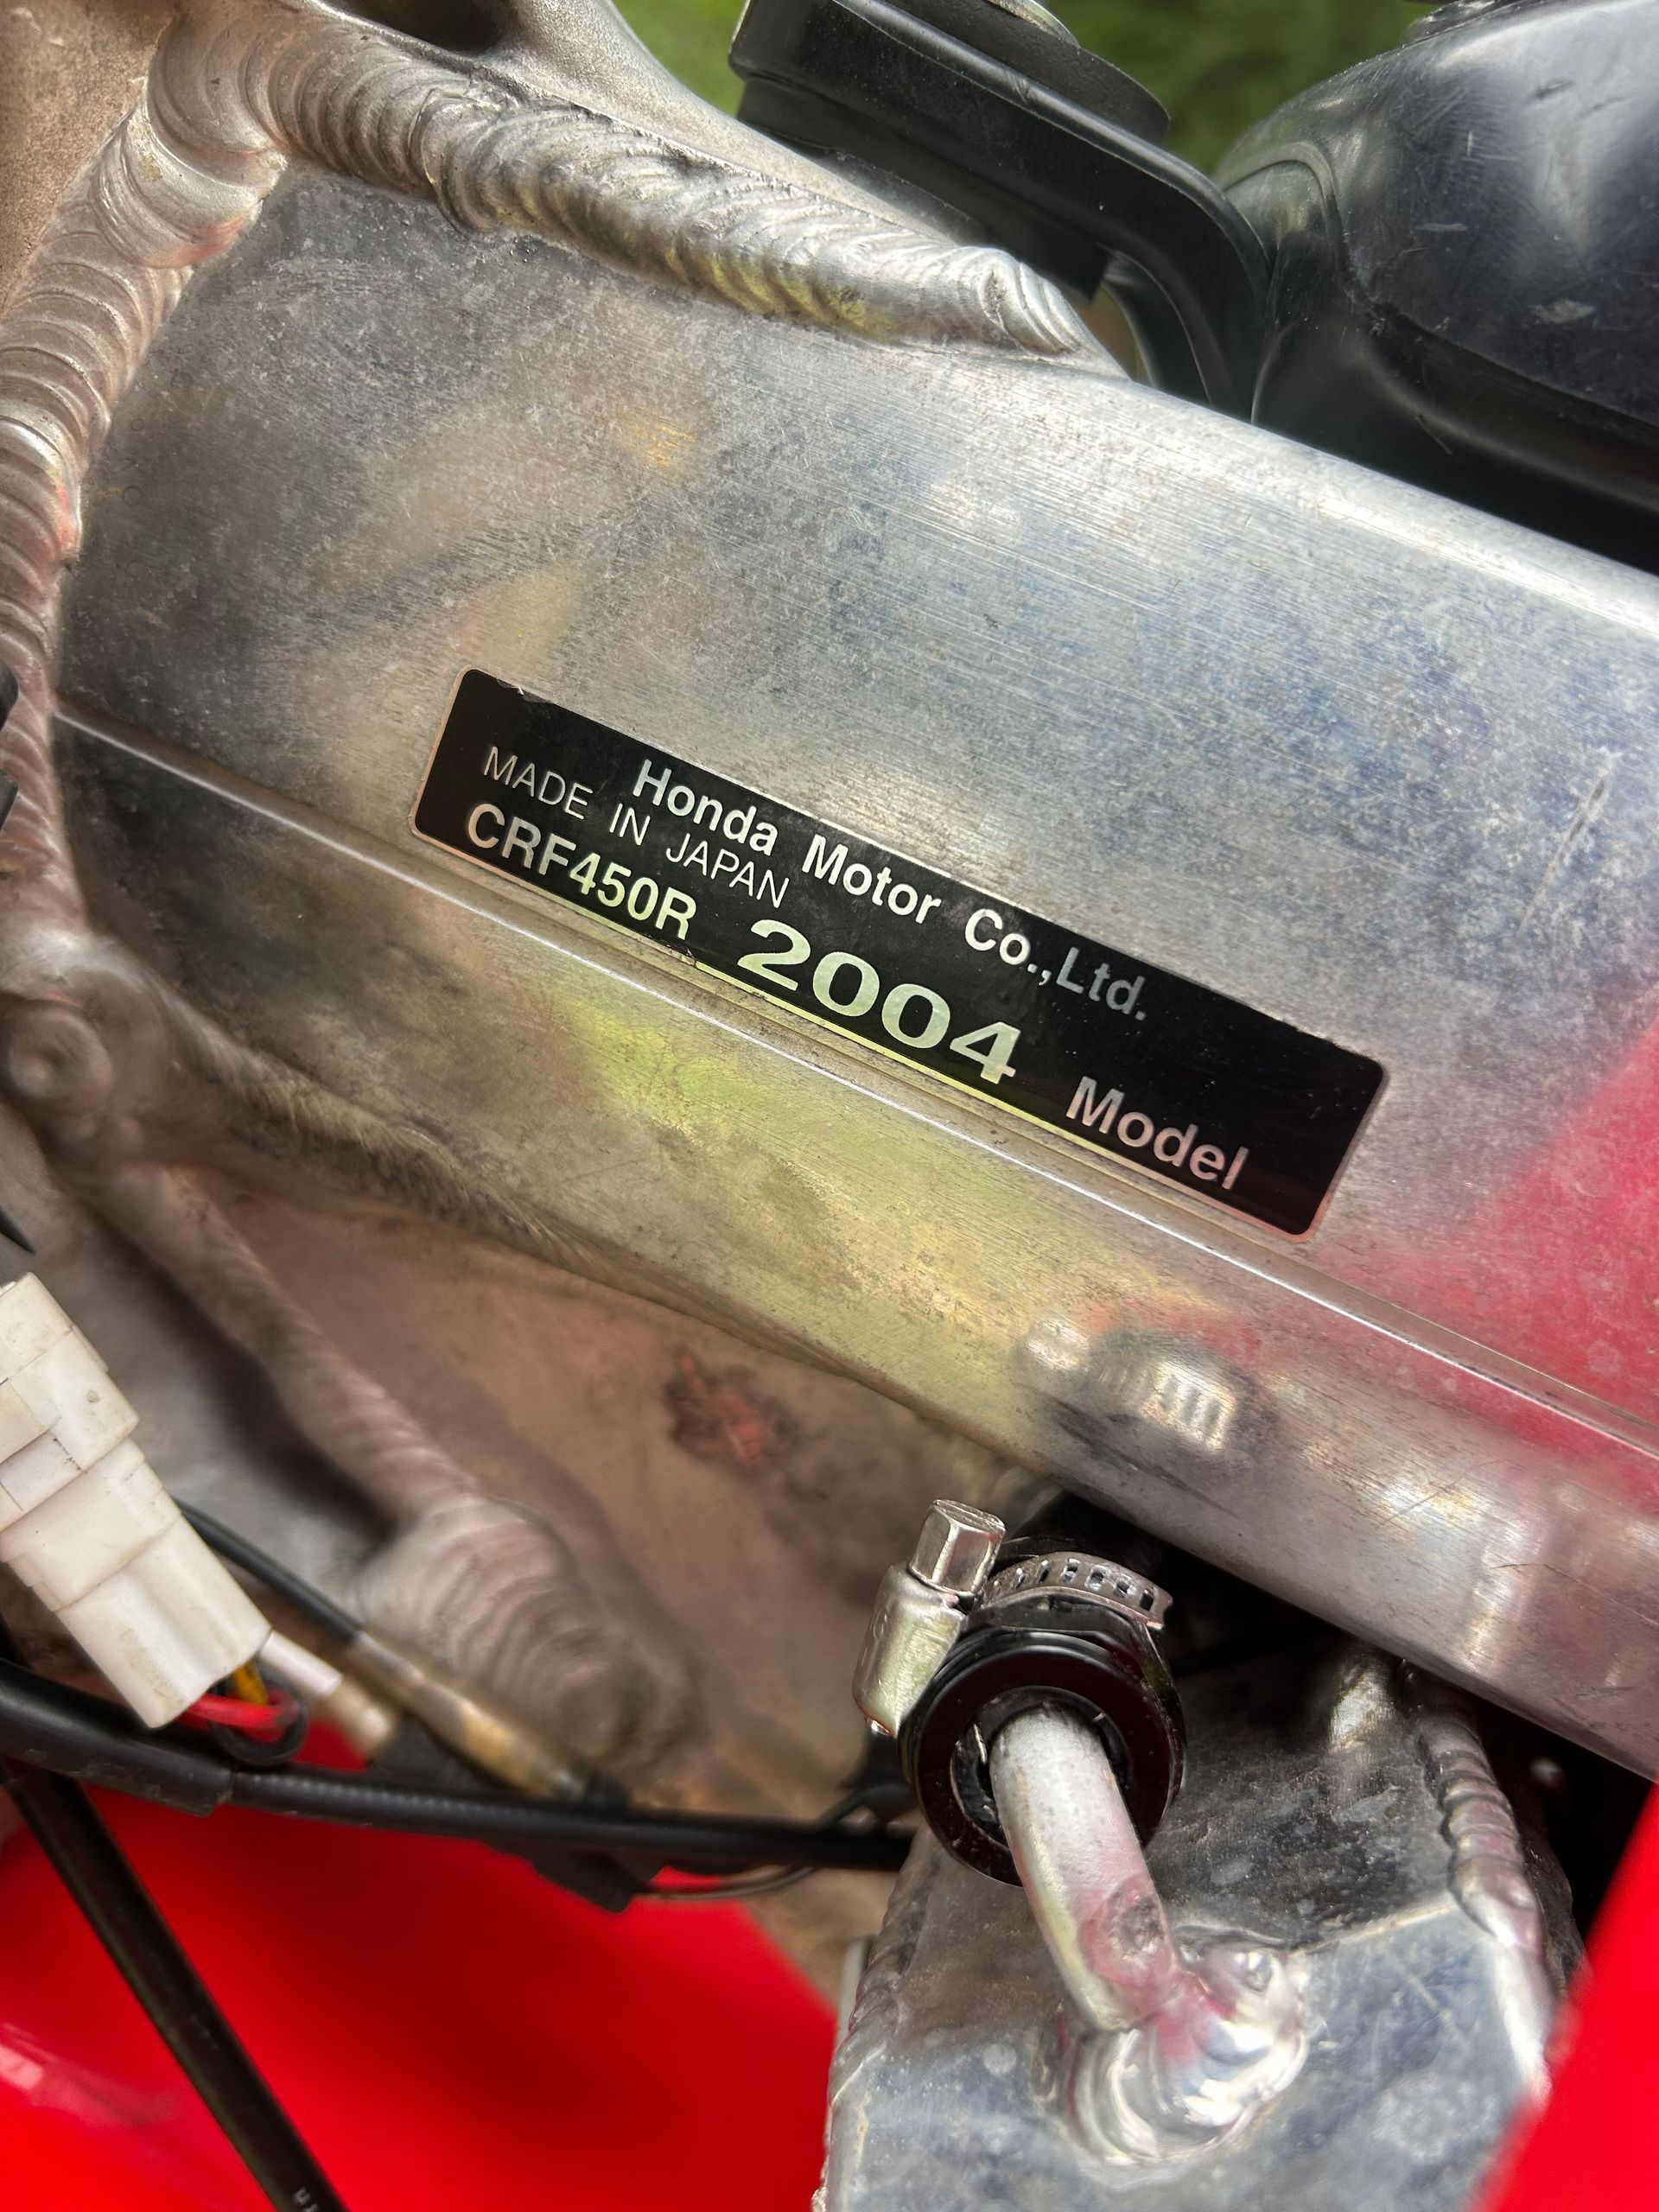 Honda Motor Co.,Ltd.
MADE IN JAPAN
CRF450R 2004 Model